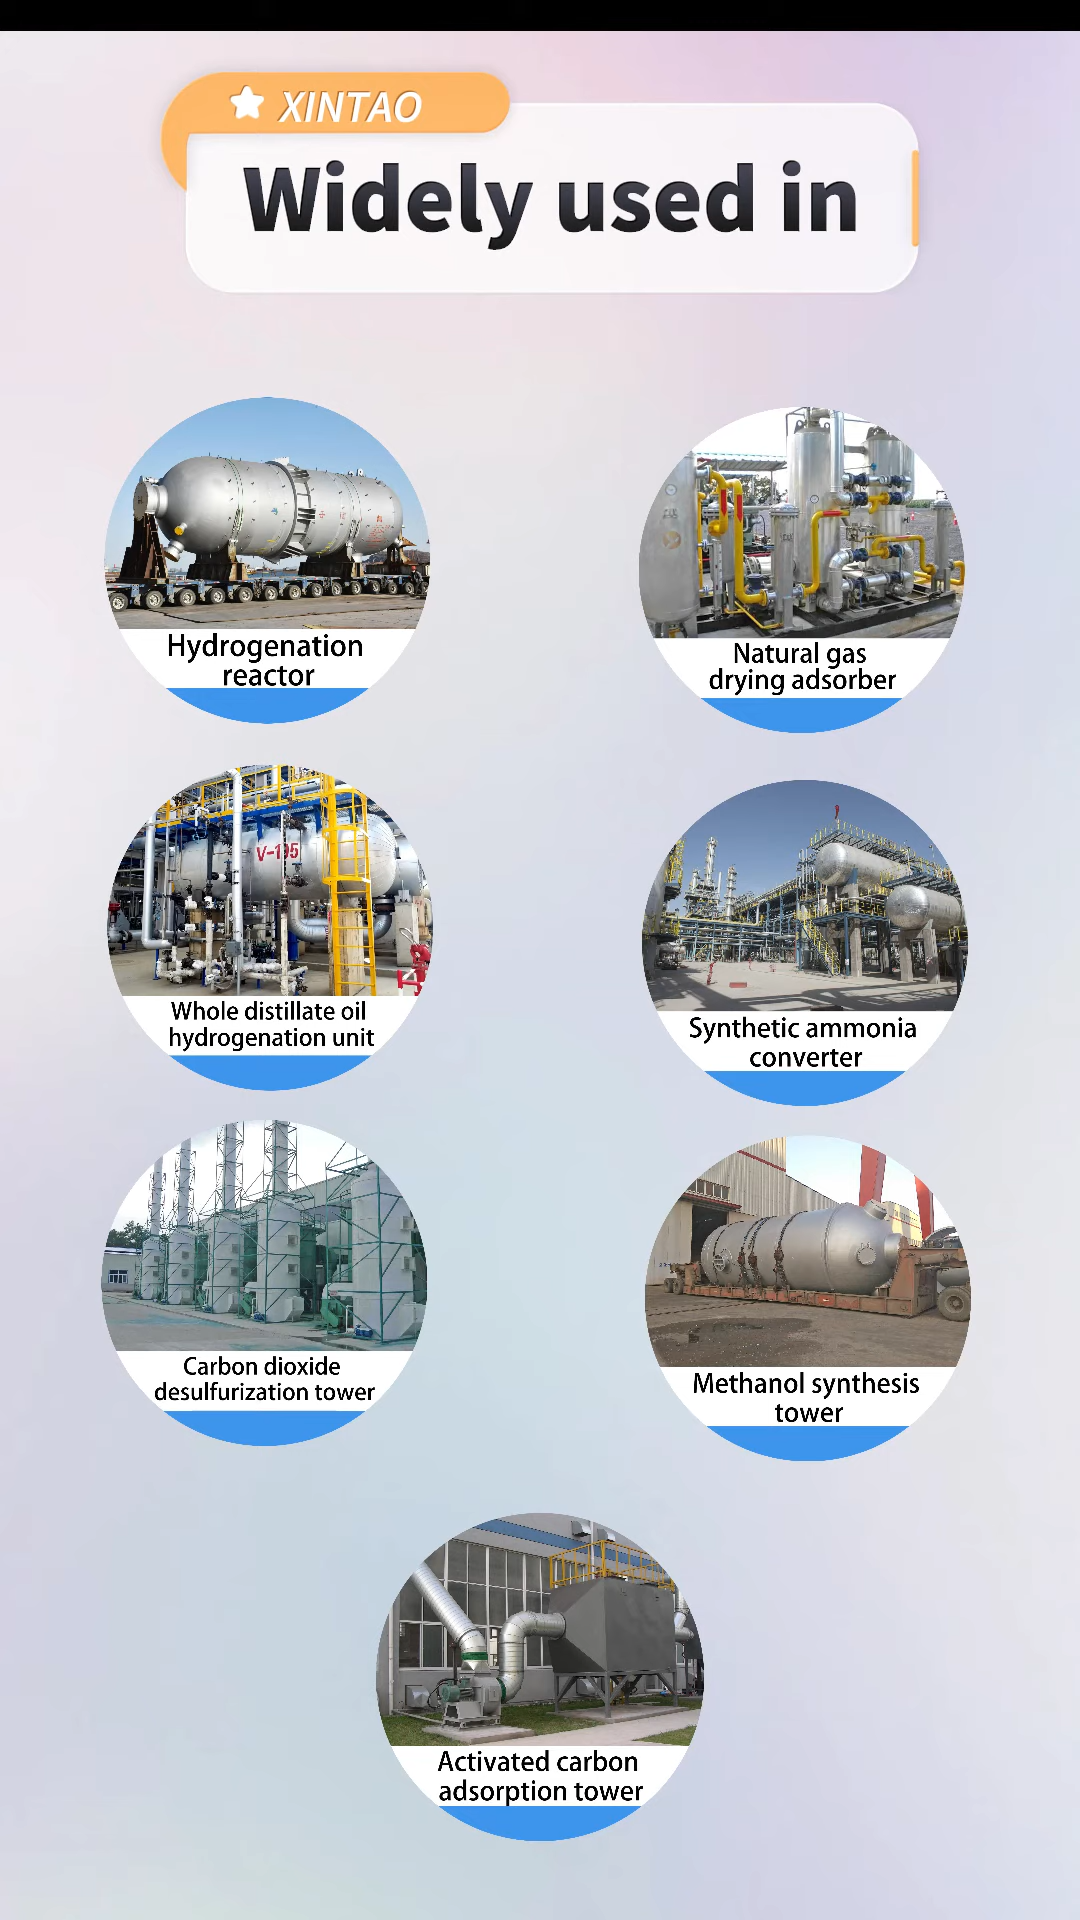 XINTAO
Widely used in
Hydrogenation
reactor
Natural gas
drying adsorber
V-195
Whole distillate oil
hydrogenation unit
Synthetic ammonia
converter
Carbon dioxide
desulfurization tower
Methanol synthesis
tower
Activated carbon
adsorption tower